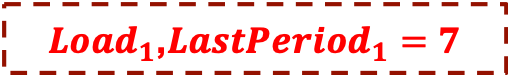 Load₁,LastPeriod₁ = 7